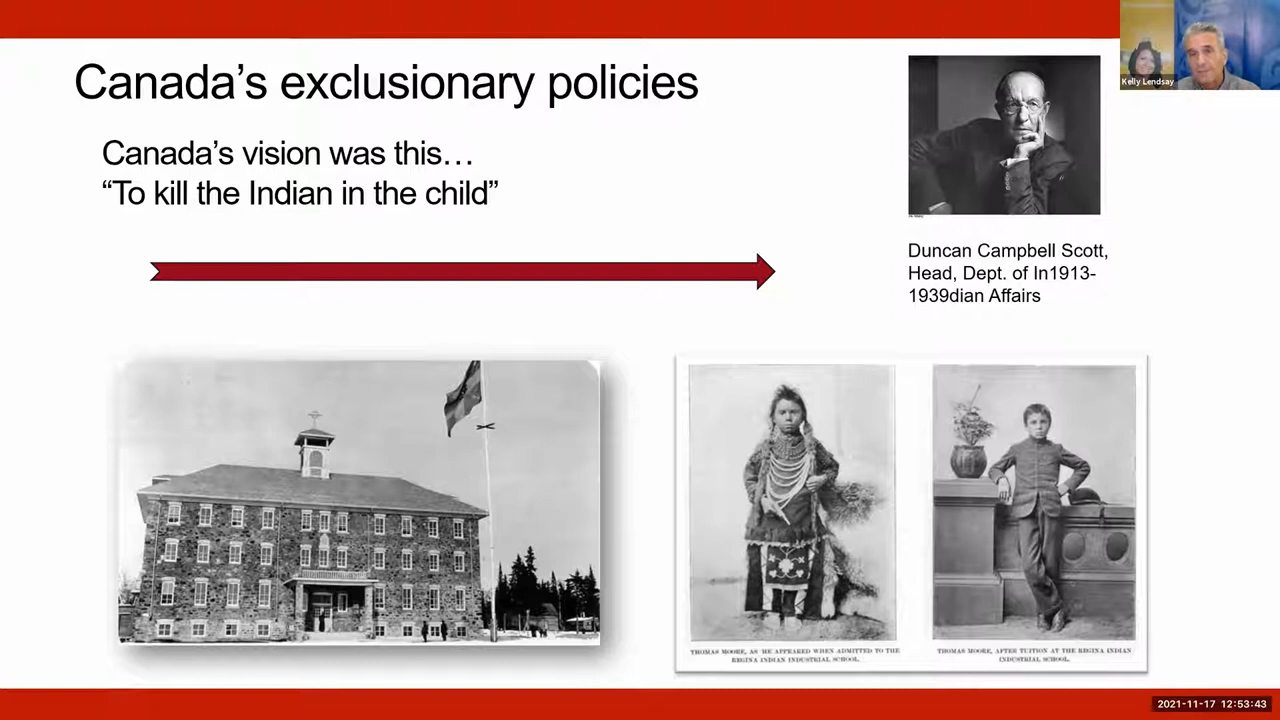 Canada's exclusionary policies
Canada's vision was this…
“To kill the Indian in the child”
Kelly Lendsay
Duncan Campbell Scott,
Head, Dept. of In1913-
1939dian Affairs
THOMAS MOORE, AS HE APPEARED WHEN ADMITTED TO THE
REGINA INDIAN INDUSTRIAL SCHOOL.
THOMAS MOORE, AFTER TUITION AT THE REGINA INDIAN
INDUSTRIAL SCHOOL.
2021-11-17 12:53:43